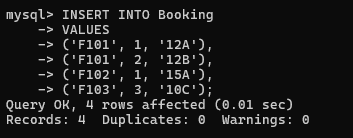 mysql> INSERT INTO Booking
    -> VALUES
    -> ('F101', 1, '12A'),
    -> ('F101', 2, '12B'),
    -> ('F102', 1, '15A'),
    -> ('F103', 3, '10C');
Query OK, 4 rows affected (0.01 sec)
Records: 4  Duplicates: 0  Warnings: 0